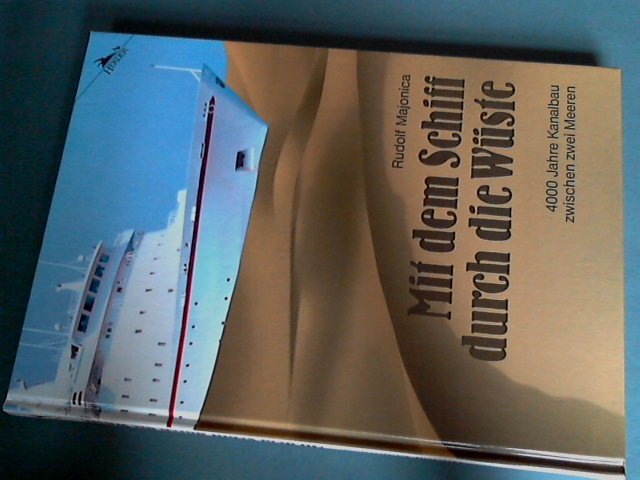 Rudolf Majonica
Mit dem Schiff
durch die Wüste
4000 Jahre Kanalbau
zwischen zwei Meeren